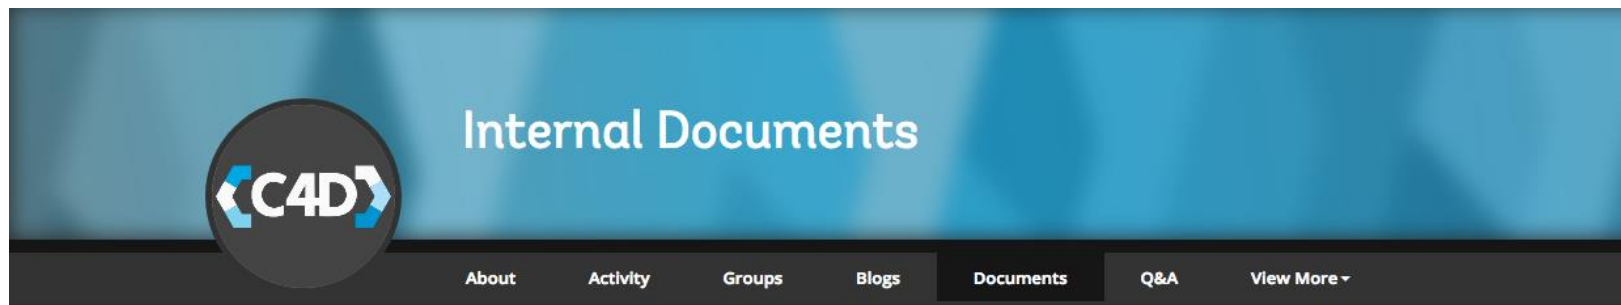 Internal Documents
C4D
About Activity Groups Blogs Documents Q&A View More